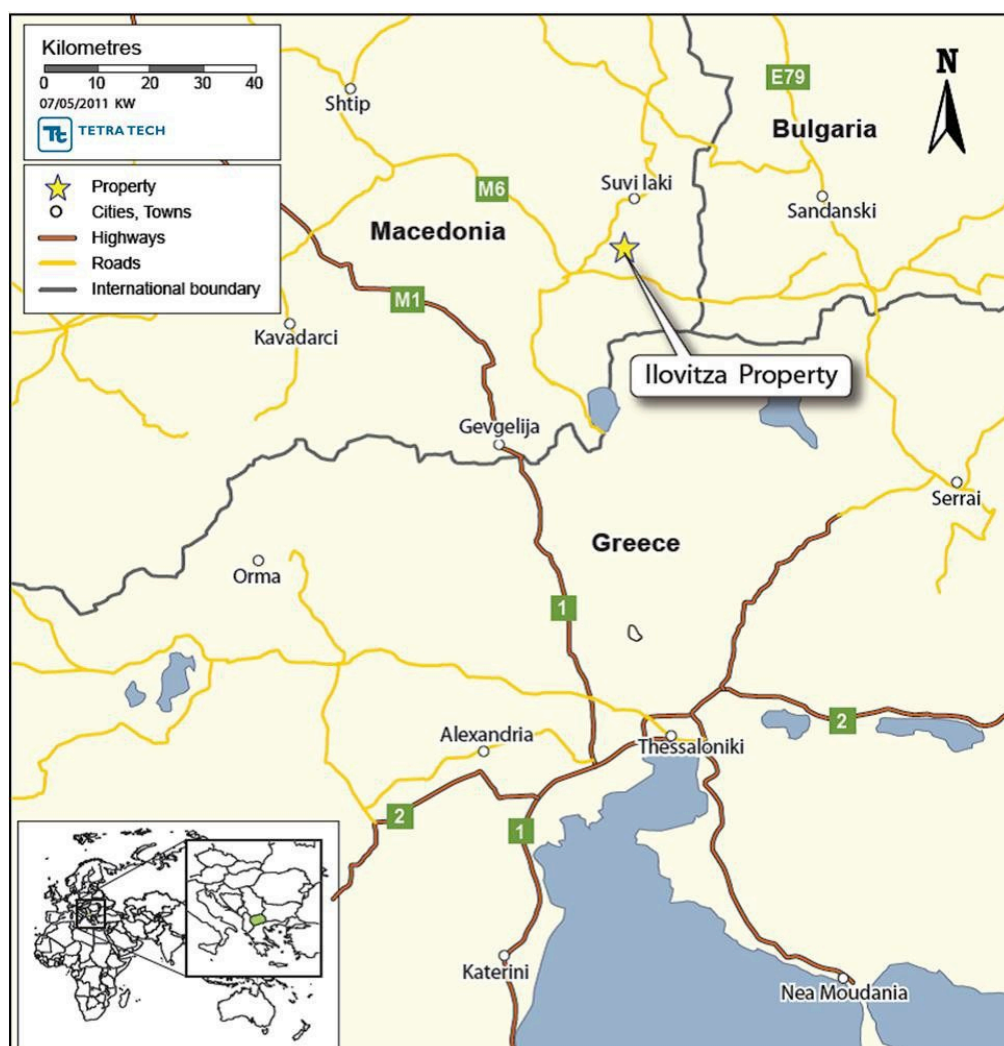 Kilometres
0 10 20 30 40
07/05/2011 KW
Tt TETRA TECH
Property
Cities, Towns
Highways
Roads
International boundary
N
E79
Bulgaria
Shtip
Suvi laki
M6
Sandanski
Macedonia
M1
Kavadarci
Ilovitza Property
Gevgelija
Serrai
Greece
Orma
1
2
Alexandria
Thessaloniki
2
1
Katerini
Nea Moudania